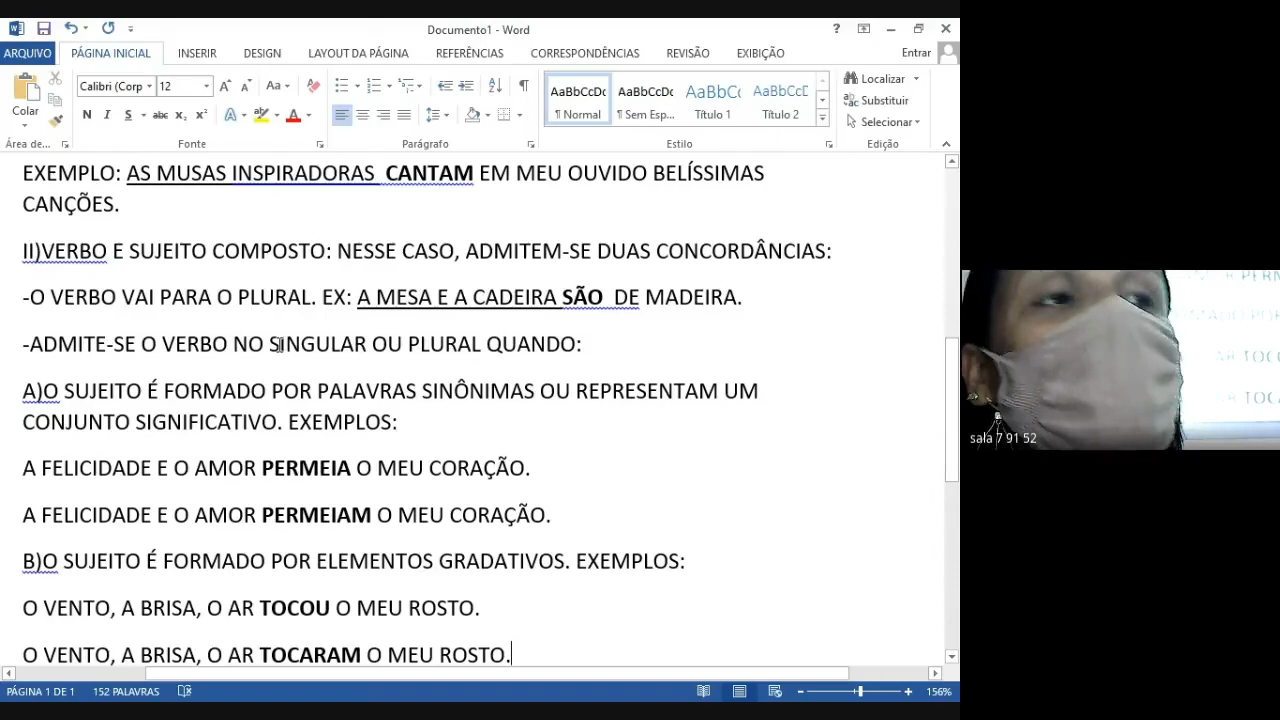 Documento1 - Word
ARQUIVO PÁGINA INICIAL INSERIR DESIGN LAYOUT DA PÁGINA REFERÊNCIAS CORRESPONDÊNCIAS REVISÃO EXIBIÇÃO Entrar
Colar
Calibri (Corp 12
Aa
N I S abc x₂ x²
AaBbCcDc AaBbCcDc AaBbCc AaBbCcD
¶ Normal ¶ Sem Esp... Título 1 Título 2
Localizar
Substituir
Selecionar
Área de... Fonte Parágrafo Estilo Edição
EXEMPLO: AS MUSAS INSPIRADORAS CANTAM EM MEU OUVIDO BELÍSSIMAS
CANÇÕES.
II)VERBO E SUJEITO COMPOSTO: NESSE CASO, ADMITEM-SE DUAS CONCORDÂNCIAS:
-O VERBO VAI PARA O PLURAL. EX: A MESA E A CADEIRA SÃO DE MADEIRA.
-ADMITE-SE O VERBO NO SINGULAR OU PLURAL QUANDO:
A)O SUJEITO É FORMADO POR PALAVRAS SINÔNIMAS OU REPRESENTAM UM
CONJUNTO SIGNIFICATIVO. EXEMPLOS:
A FELICIDADE E O AMOR PERMEIA O MEU CORAÇÃO.
A FELICIDADE E O AMOR PERMEIAM O MEU CORAÇÃO.
B)O SUJEITO É FORMADO POR ELEMENTOS GRADATIVOS. EXEMPLOS:
O VENTO, A BRISA, O AR TOCOU O MEU ROSTO.
O VENTO, A BRISA, O AR TOCARAM O MEU ROSTO.
PÁGINA 1 DE 1 152 PALAVRAS 156%
sala 7 91 52